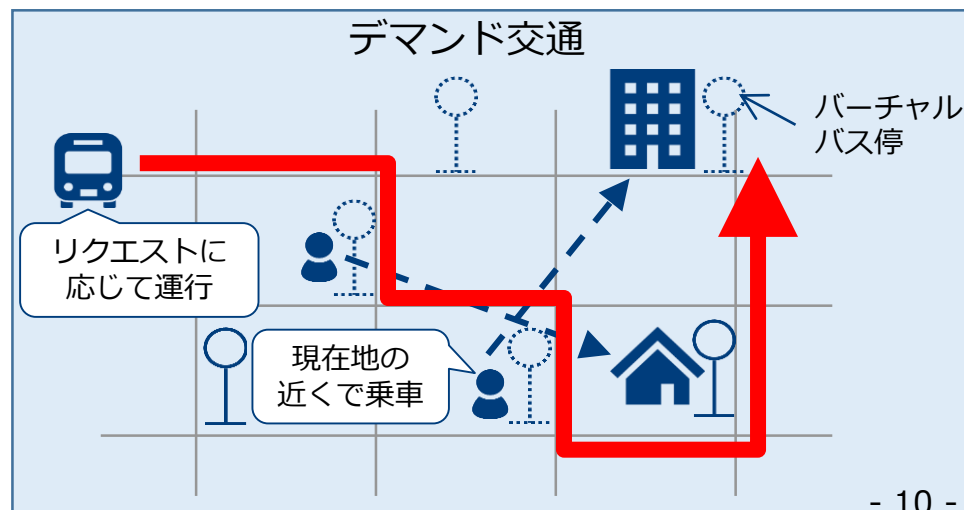 デマンド交通
バーチャル
バス停
リクエストに
応じて運行
現在地の
近くで乗車
- 10 -